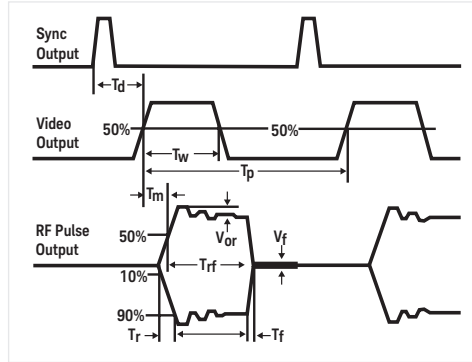 Sync
Output
Td
Video
Output
50%
50%
Tw
Tp
Tm
RF Pulse
Output
50%
Vor
Vf
Trf
10%
90%
Tr
Tf